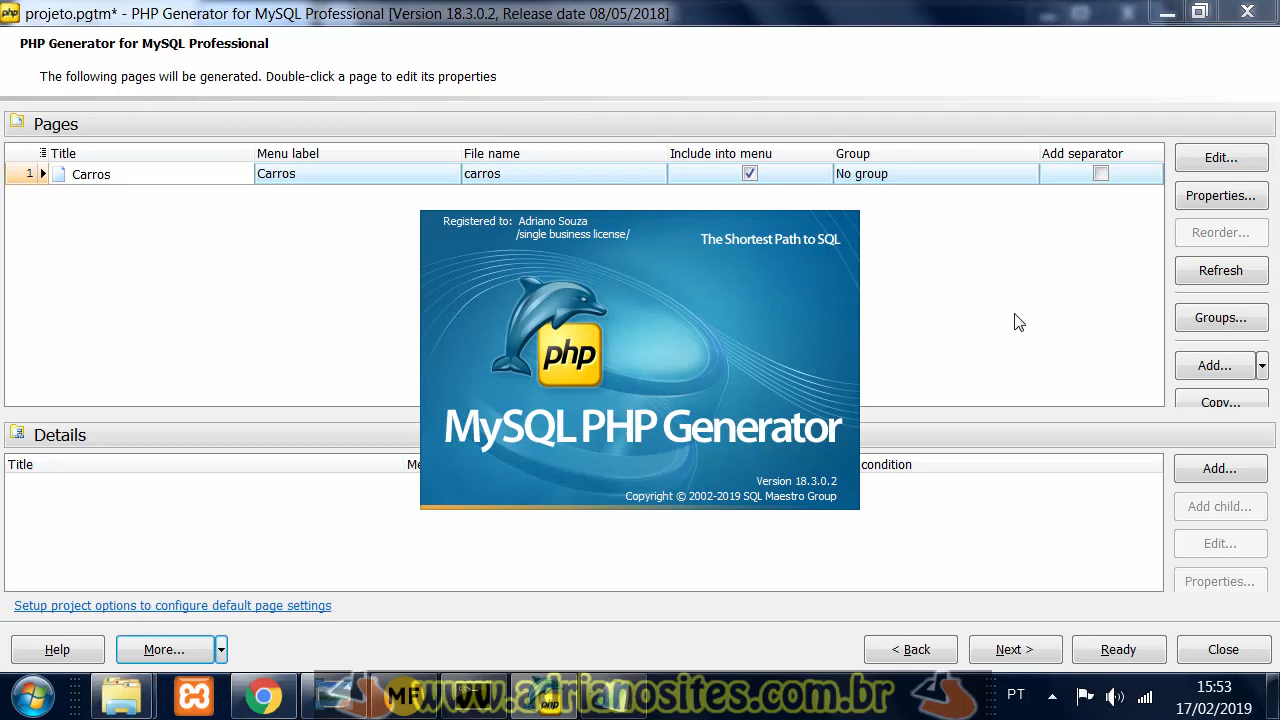 projeto.pgtm* - PHP Generator for MySQL Professional [Version 18.3.0.2, Release date 08/05/2018]
PHP Generator for MySQL Professional
The following pages will be generated. Double-click a page to edit its properties
Pages
Title Menu label File name Include into menu Group Add separator
1 Carros Carros carros No group
Edit...
Properties...
Reorder...
Refresh
Groups...
Add...
Copy...
Registered to: Adriano Souza
/single business license/
The Shortest Path to SQL
php
MySQL PHP Generator
Version 18.3.0.2
Copyright © 2002-2019 SQL Maestro Group
Details
Title condition
Add...
Add child...
Edit...
Properties...
Setup project options to configure default page settings
Help More... < Back Next > Ready Close
www.adrianosites.com.br
MF
php
PT
15:53
17/02/2019